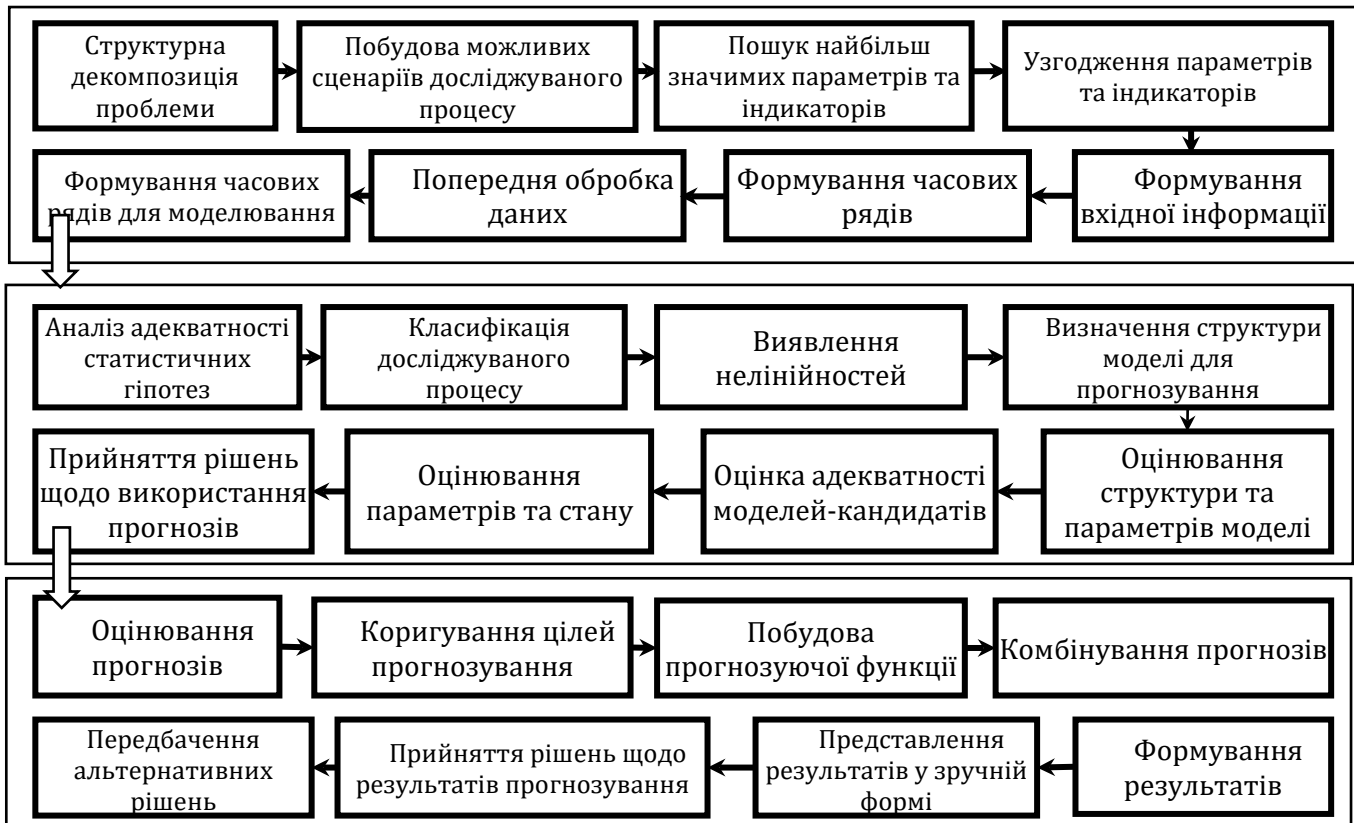 Структурна
декомпозиція
проблеми
Побудова можливих
сценаріїв досліджуваного
процесу
Пошук найбільш
значимих параметрів та
індикаторів
Узгодження параметрів
та індикаторів
Формування часових
рядів для моделювання
Попередня обробка
даних
Формування часових
рядів
Формування
вхідної інформації
Аналіз адекватності
статистичних
гіпотез
Класифікація
досліджуваного
процесу
Виявлення
нелінійностей
Визначення структури
моделі для
прогнозування
Прийняття рішень
щодо використання
прогнозів
Оцінювання
параметрів та стану
Оцінка адекватності
моделей-кандидатів
Оцінювання
структури та
параметрів моделі
Оцінювання
прогнозів
Коригування цілей
прогнозування
Побудова
прогнозуючої функції
Комбінування прогнозів
Передбачення
альтернативних
рішень
Прийняття рішень щодо
результатів прогнозування
Представлення
результатів у зручній
формі
Формування
результатів